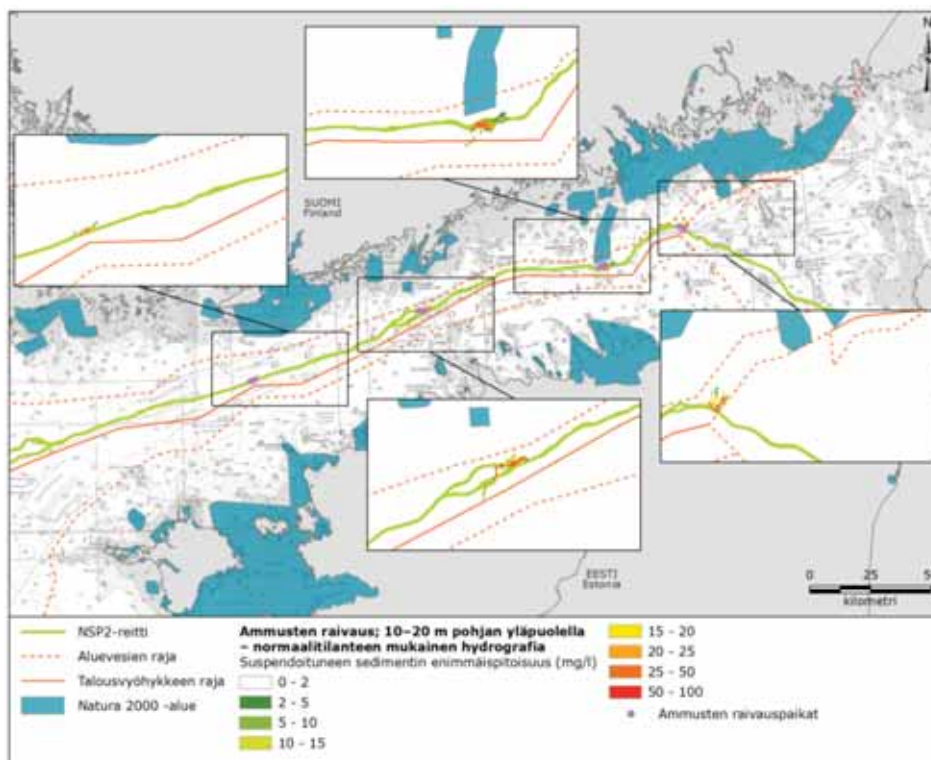 N
SUOMI
Finland
EESTI
Estonia
0 25
kilometri
NSP2-reitti
Aluevesien raja
Talousvyöhykkeen raja
Natura 2000 -alue
Ammusten raivaus; 10–20 m pohjan yläpuolella
– normaalitilanteen mukainen hydrografia
Suspendoituneen sedimentin enimmäispitoisuus (mg/l)
0 - 2
2 - 5
5 - 10
10 - 15
15 - 20
20 - 25
25 - 50
50 - 100
Ammusten raivauspaikat